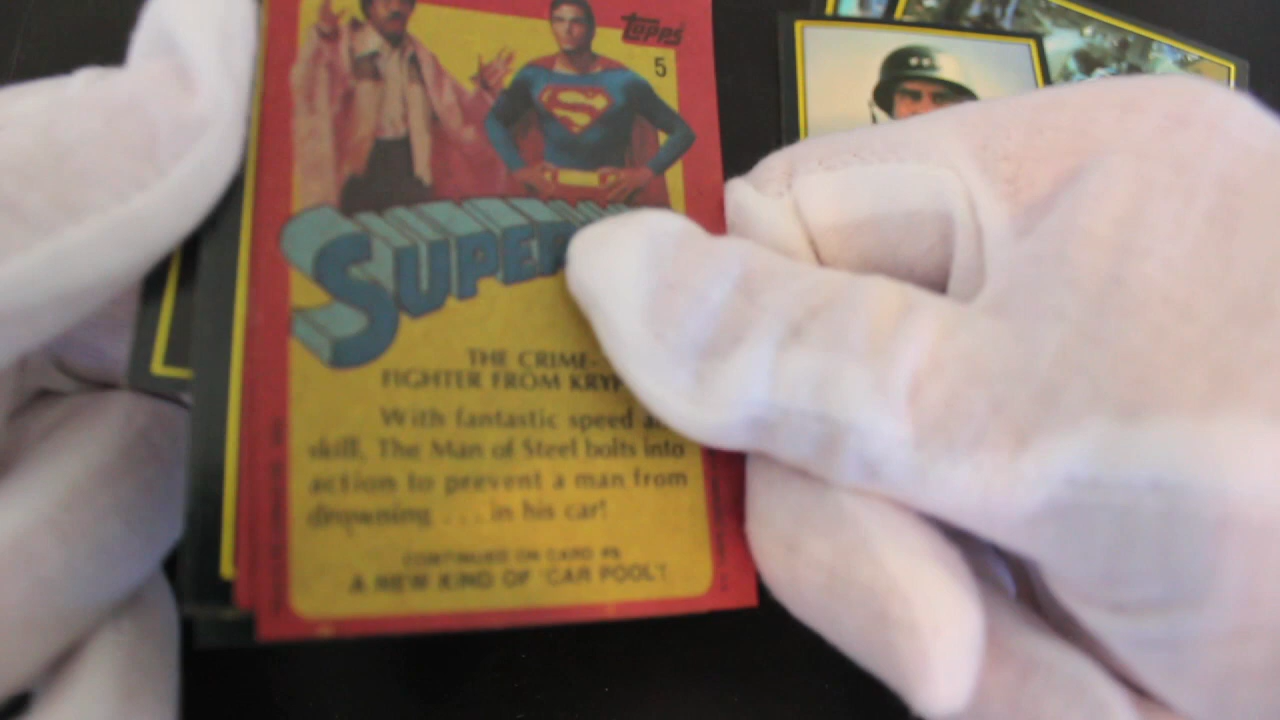 Topps
5
S
SUPER
THE CRIME-
FIGHTER FROM KRYP
With fantastic speed a
skill, The Man of Steel bolts into
action to prevent a man from
drowning . . . in his car!
CONTINUED ON CARD #6
A NEW KIND OF 'CAR POOL'!